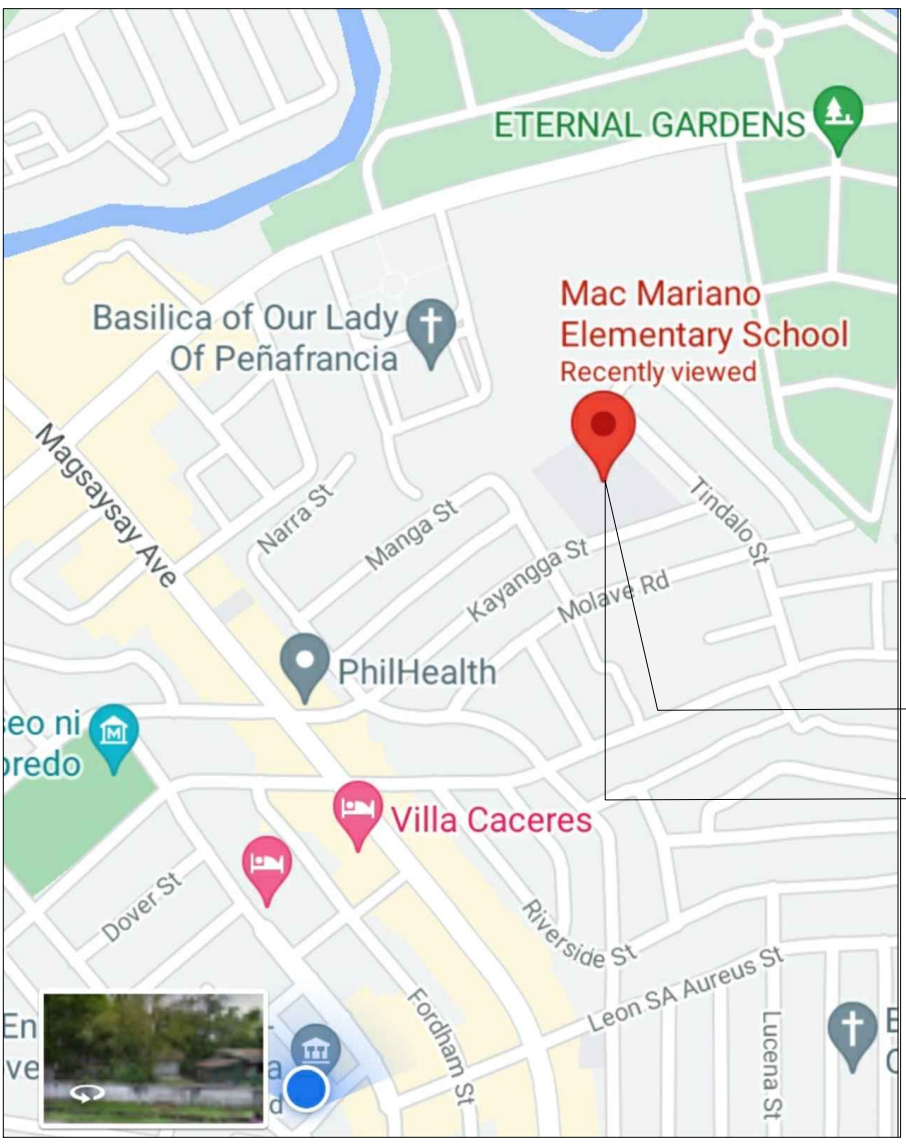 ETERNAL GARDENS
Mac Mariano
Elementary School
Recently viewed
Basilica of Our Lady
Of Peñafrancia
Magsaysay Ave
Narra St
Manga St
Tindalo St
Kayangga St
Molave Rd
PhilHealth
eo ni
redo
Villa Caceres
Dover St
Riverside St
Leon SA Aureus St
Fordham St
Lucena St
En
ve
a
d
E